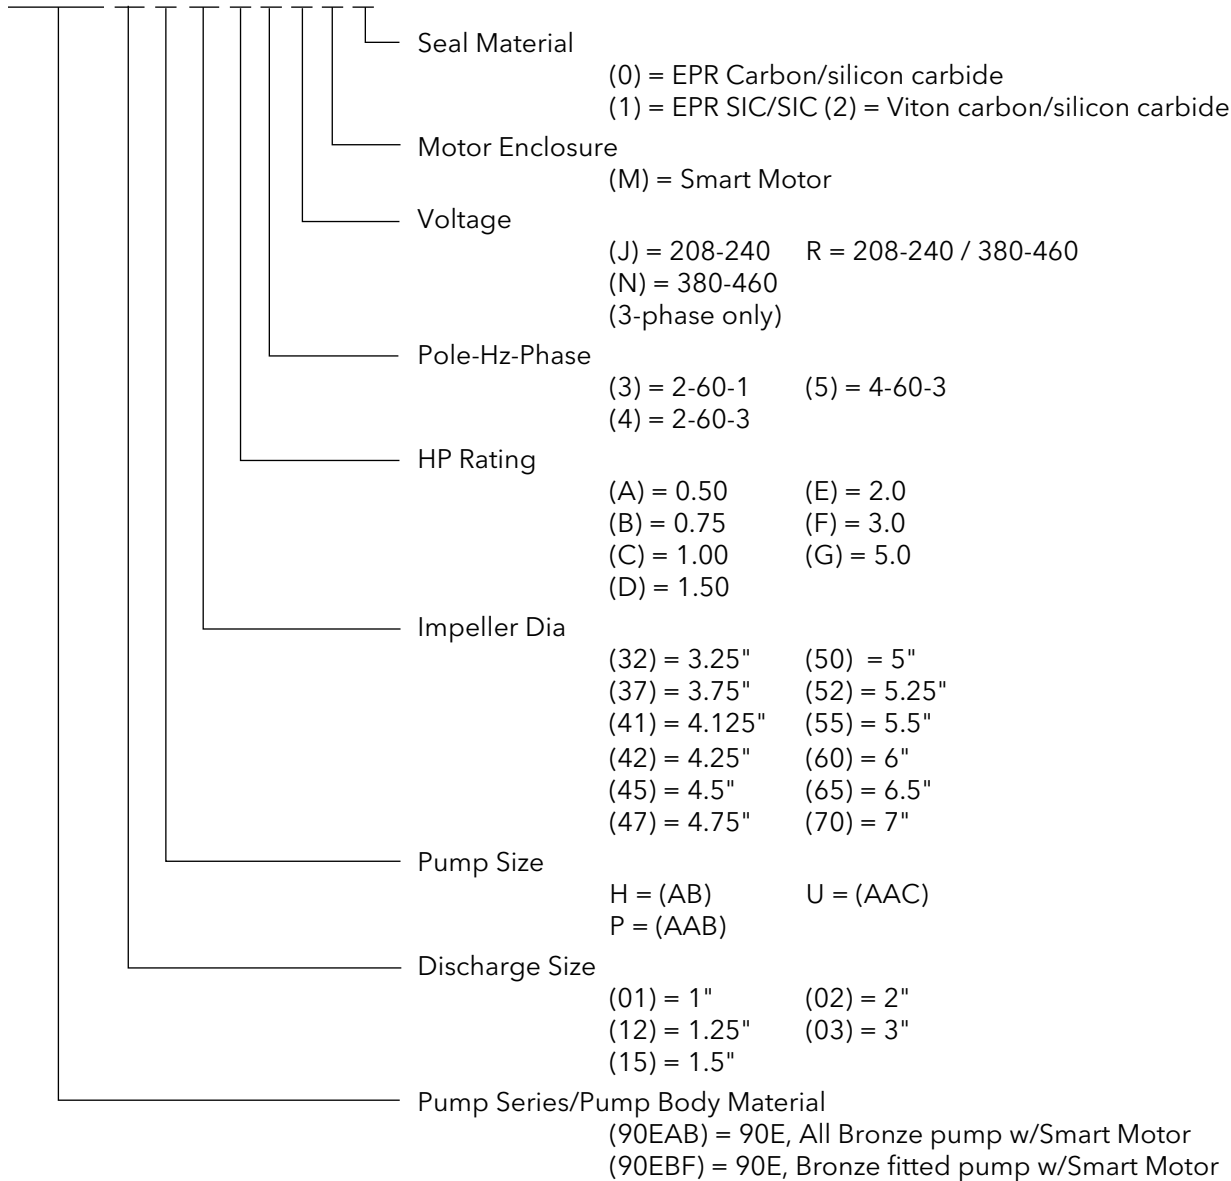 Seal Material
(0) = EPR Carbon/silicon carbide
(1) = EPR SIC/SIC (2) = Viton carbon/silicon carbide
Motor Enclosure
(M) = Smart Motor
Voltage
(J) = 208-240 R = 208-240 / 380-460
(N) = 380-460
(3-phase only)
Pole-Hz-Phase
(3) = 2-60-1 (5) = 4-60-3
(4) = 2-60-3
HP Rating
(A) = 0.50 (E) = 2.0
(B) = 0.75 (F) = 3.0
(C) = 1.00 (G) = 5.0
(D) = 1.50
Impeller Dia
(32) = 3.25" (50) = 5"
(37) = 3.75" (52) = 5.25"
(41) = 4.125" (55) = 5.5"
(42) = 4.25" (60) = 6"
(45) = 4.5" (65) = 6.5"
(47) = 4.75" (70) = 7"
Pump Size
H = (AB) U = (AAC)
P = (AAB)
Discharge Size
(01) = 1" (02) = 2"
(12) = 1.25" (03) = 3"
(15) = 1.5"
Pump Series/Pump Body Material
(90EAB) = 90E, All Bronze pump w/Smart Motor
(90EBF) = 90E, Bronze fitted pump w/Smart Motor